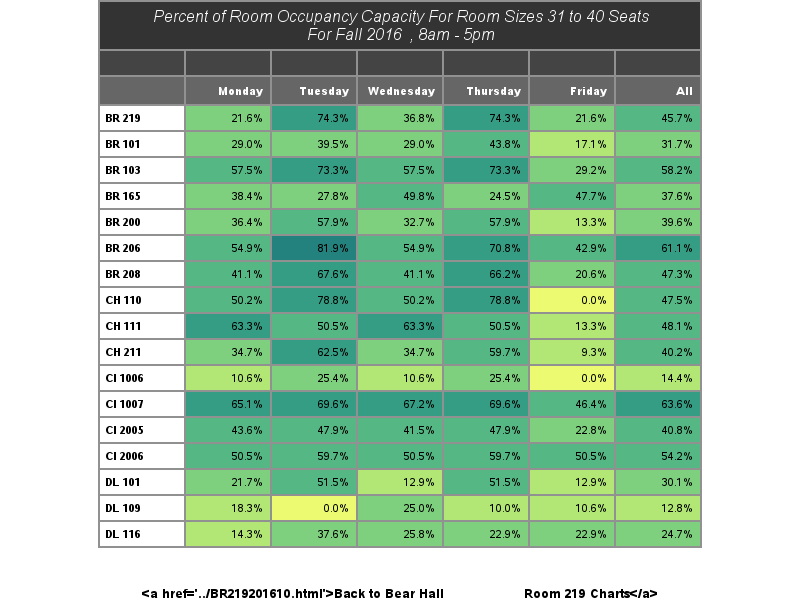 Percent of Room Occupancy Capacity For Room Sizes 31 to 40 Seats
For Fall 2016 , 8am - 5pm
Monday Tuesday Wednesday Thursday Friday All
BR 219 21.6% 74.3% 36.8% 74.3% 21.6% 45.7%
BR 101 29.0% 39.5% 29.0% 43.8% 17.1% 31.7%
BR 103 57.5% 73.3% 57.5% 73.3% 29.2% 58.2%
BR 165 38.4% 27.8% 49.8% 24.5% 47.7% 37.6%
BR 200 36.4% 57.9% 32.7% 57.9% 13.3% 39.6%
BR 206 54.9% 81.9% 54.9% 70.8% 42.9% 61.1%
BR 208 41.1% 67.6% 41.1% 66.2% 20.6% 47.3%
CH 110 50.2% 78.8% 50.2% 78.8% 0.0% 47.5%
CH 111 63.3% 50.5% 63.3% 50.5% 13.3% 48.1%
CH 211 34.7% 62.5% 34.7% 59.7% 9.3% 40.2%
CI 1006 10.6% 25.4% 10.6% 25.4% 0.0% 14.4%
CI 1007 65.1% 69.6% 67.2% 69.6% 46.4% 63.6%
CI 2005 43.6% 47.9% 41.5% 47.9% 22.8% 40.8%
CI 2006 50.5% 59.7% 50.5% 59.7% 50.5% 54.2%
DL 101 21.7% 51.5% 12.9% 51.5% 12.9% 30.1%
DL 109 18.3% 0.0% 25.0% 10.0% 10.6% 12.8%
DL 116 14.3% 37.6% 25.8% 22.9% 22.9% 24.7%
<a href='../BR219201610.html'>Back to Bear Hall Room 219 Charts</a>